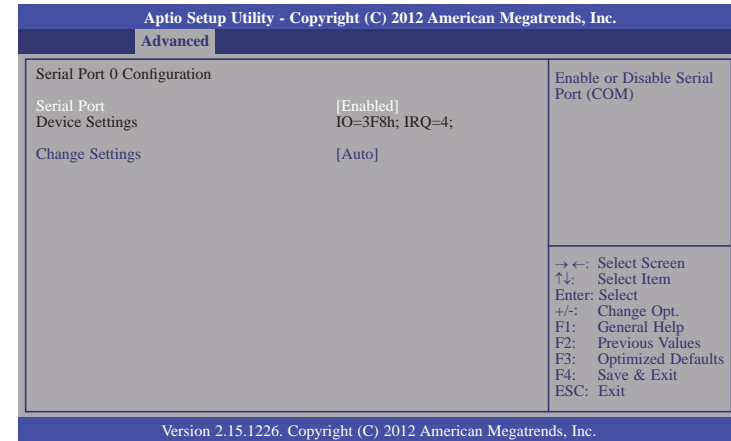 Aptio Setup Utility - Copyright (C) 2012 American Megatrends, Inc.
Advanced
Serial Port 0 Configuration
Serial Port [Enabled]
Device Settings IO=3F8h; IRQ=4;
Change Settings [Auto]
Enable or Disable Serial
Port (COM)
→←: Select Screen
↑↓: Select Item
Enter: Select
+/-: Change Opt.
F1: General Help
F2: Previous Values
F3: Optimized Defaults
F4: Save & Exit
ESC: Exit
Version 2.15.1226. Copyright (C) 2012 American Megatrends, Inc.